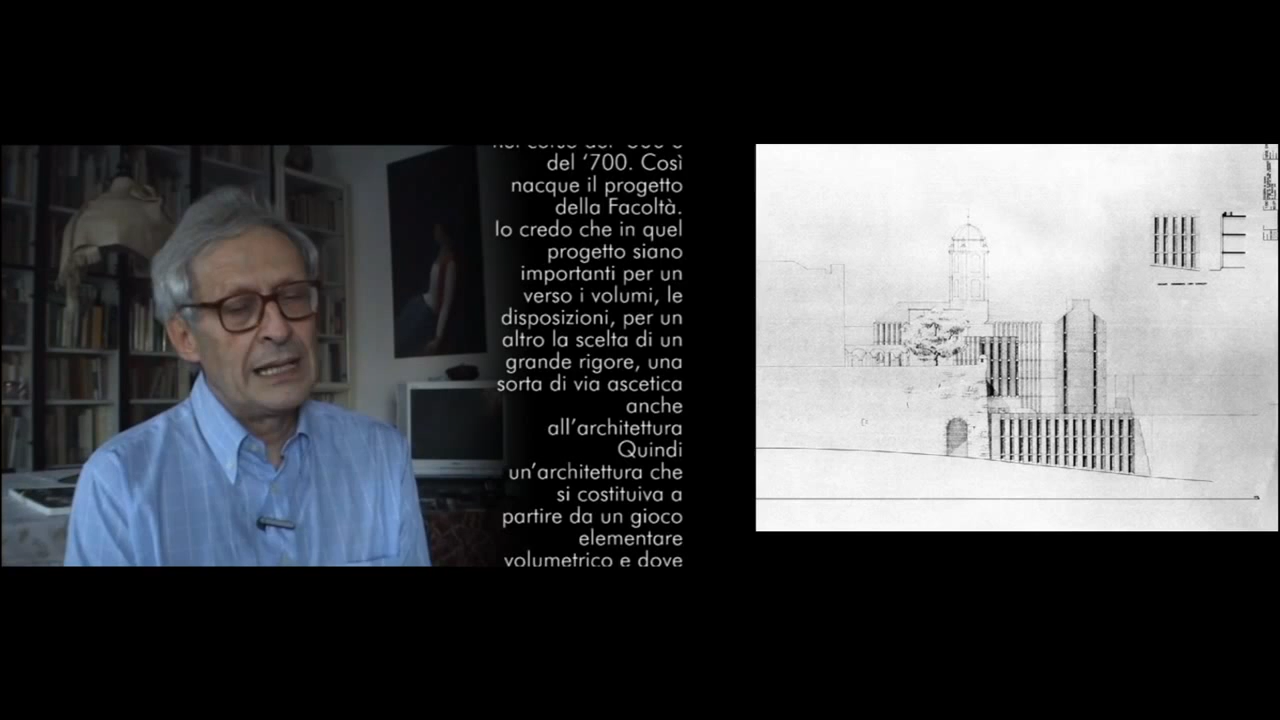 del ‘700. Così
nacque il progetto
della Facoltà.
Io credo che in quel
progetto siano
importanti per un
verso i volumi, le
disposizioni, per un
altro la scelta di un
grande rigore, una
sorta di via ascetica
anche
all’architettura
Quindi
un’architettura che
si costituiva a
partire da un gioco
elementare
volumetrico e dove